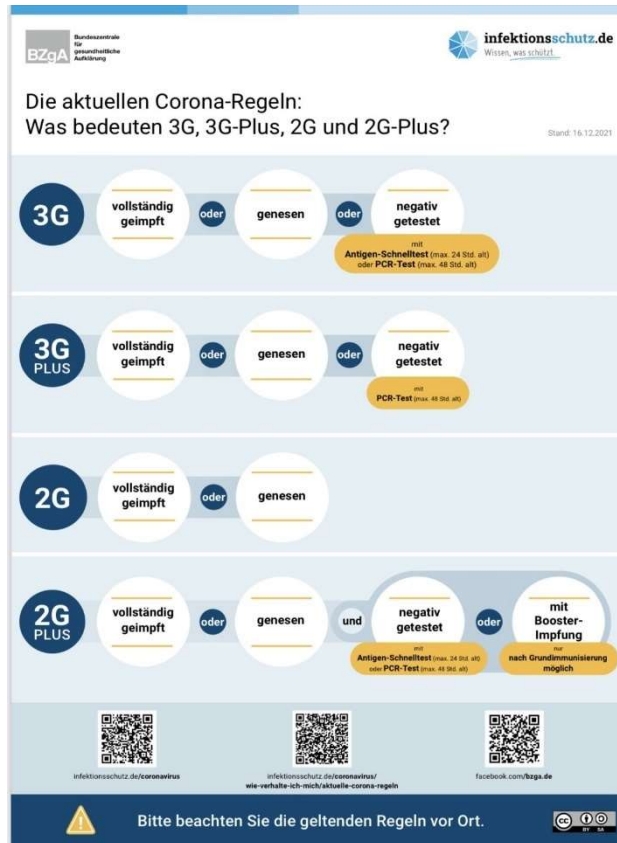 BZgA
Bundeszentrale
für
gesundheitliche
Aufklärung
infektionsschutz.de
Wissen, was schützt.
Die aktuellen Corona-Regeln:
Was bedeuten 3G, 3G-Plus, 2G und 2G-Plus?
Stand: 16.12.2021
3G
vollständig
geimpft
oder
genesen
oder
negativ
getestet
mit
Antigen-Schnelltest (max. 24 Std. alt)
oder PCR-Test (max. 48 Std. alt)
3G
PLUS
vollständig
geimpft
oder
genesen
oder
negativ
getestet
mit
PCR-Test (max. 48 Std. alt)
2G
vollständig
geimpft
oder
genesen
2G
PLUS
vollständig
geimpft
oder
genesen
und
negativ
getestet
mit
Antigen-Schnelltest (max. 24 Std. alt)
oder PCR-Test (max. 48 Std. alt)
oder
mit
Booster-
Impfung
nur
nach Grundimmunisierung
möglich
infektionsschutz.de/coronavirus
infektionsschutz.de/coronavirus/
wie-verhalte-ich-mich/aktuelle-corona-regeln
facebook.com/bzga.de
Bitte beachten Sie die geltenden Regeln vor Ort.
cc
BY SA